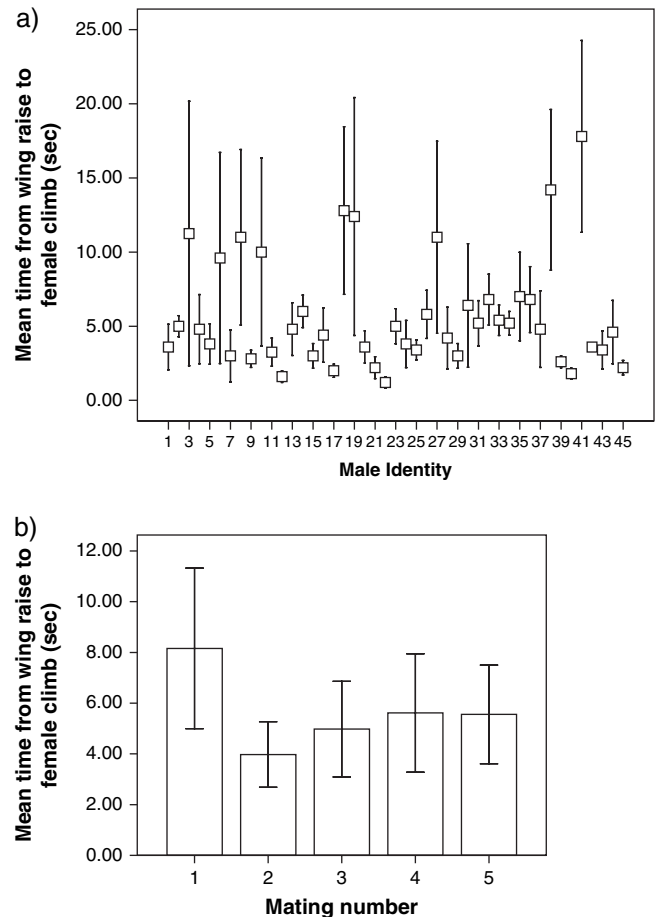 a)
Mean time from wing raise to
female climb (sec)
25.00
20.00
15.00
10.00
5.00
0.00
1 3 5 7 9 11 13 15 17 19 21 23 25 27 29 31 33 35 37 39 41 43 45
Male Identity
b)
Mean time from wing raise to
female climb (sec)
12.00
10.00
8.00
6.00
4.00
2.00
0.00
1 2 3 4 5
Mating number